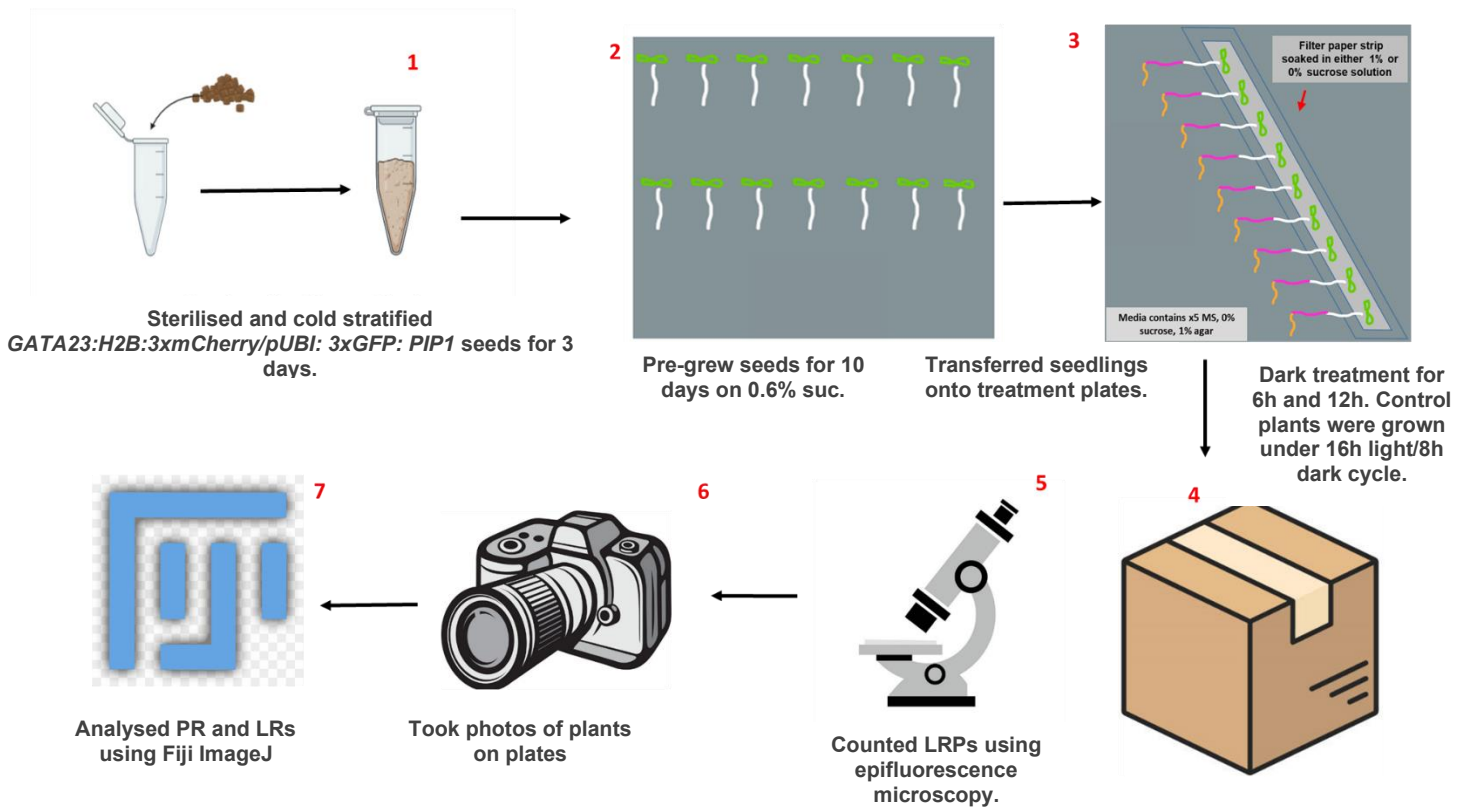 1
Sterilised and cold stratified
GATA23:H2B:3xmCherry/pUBI: 3xGFP: PIP1 seeds for 3
days.
2
Pre-grew seeds for 10
days on 0.6% suc.
3
Filter paper strip
soaked in either 1% or
0% sucrose solution
Media contains x5 MS, 0%
sucrose, 1% agar
Transferred seedlings
onto treatment plates.
Dark treatment for
6h and 12h. Control
plants were grown
under 16h light/8h
dark cycle.
4
5
Counted LRPs using
epifluorescence
microscopy.
6
Took photos of plants
on plates
7
Analysed PR and LRs
using Fiji ImageJ